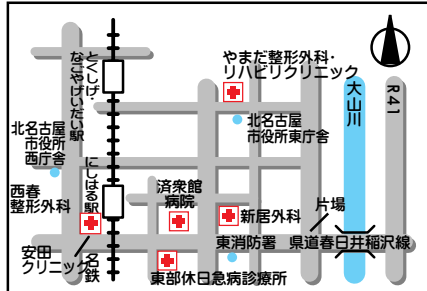 やまだ整形外科・
リハビリクリニック
とくしげ・
なごやげいだい駅
大山川
R41
北名古屋
市役所
西庁舎
北名古屋
市役所東庁舎
にしはる駅
西春
整形外科
済衆館
病院
新居外科
片場
安田
クリニック
名鉄
東消防署
県道春日井稲沢線
東部休日急病診療所